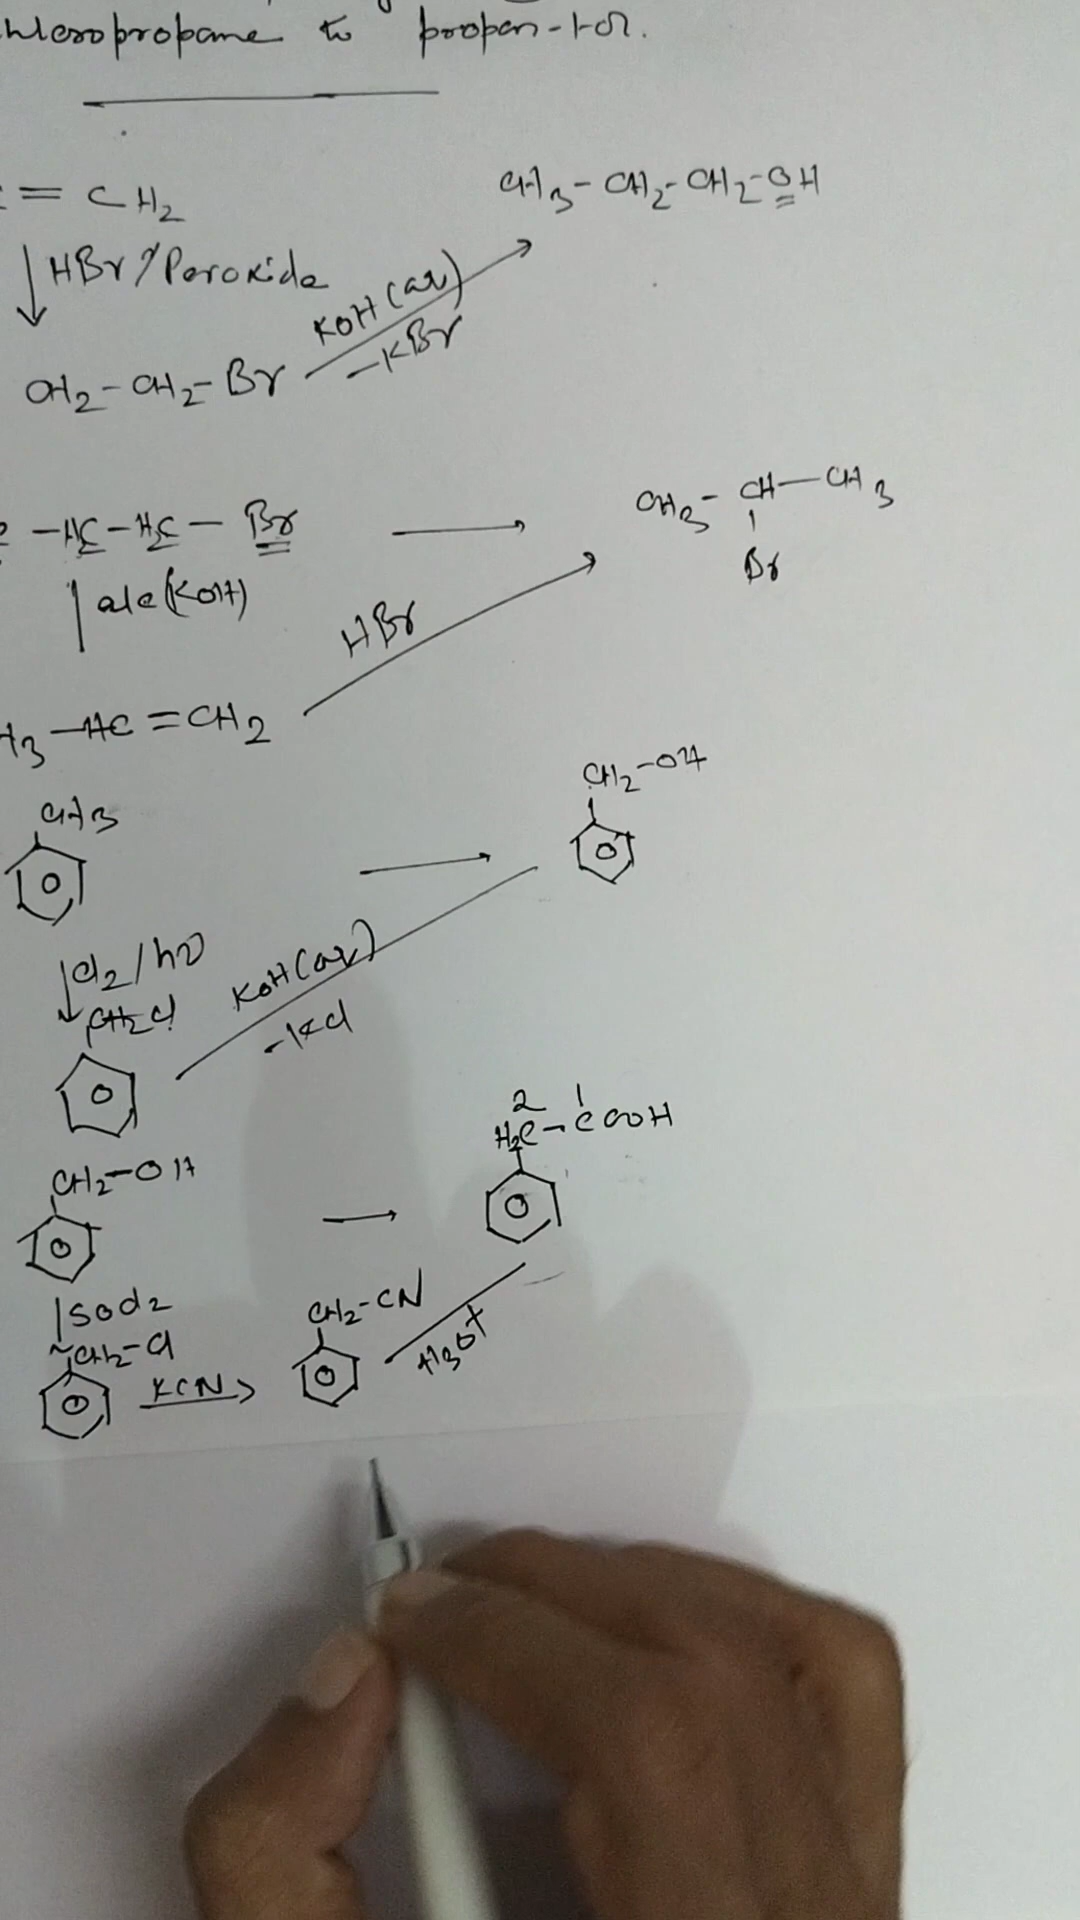 to propan-1-ol.
= CH2
CH3-CH2-CH2-OH
HBr/Peroxide
KOH(aq)
-KBr
CH2-CH2-Br
-HC-H2C-Br
CH3-CH-CH3
Br
alc(KOH)
HBr
H3-HC=CH2
CH3
CH2-OH
Cl2/hν
KOH(aq)
CH2Cl
-KCl
2 1
H2C-COOH
CH2-OH
SOCl2
CH2-CN
H3O+
CH2-Cl
KCN